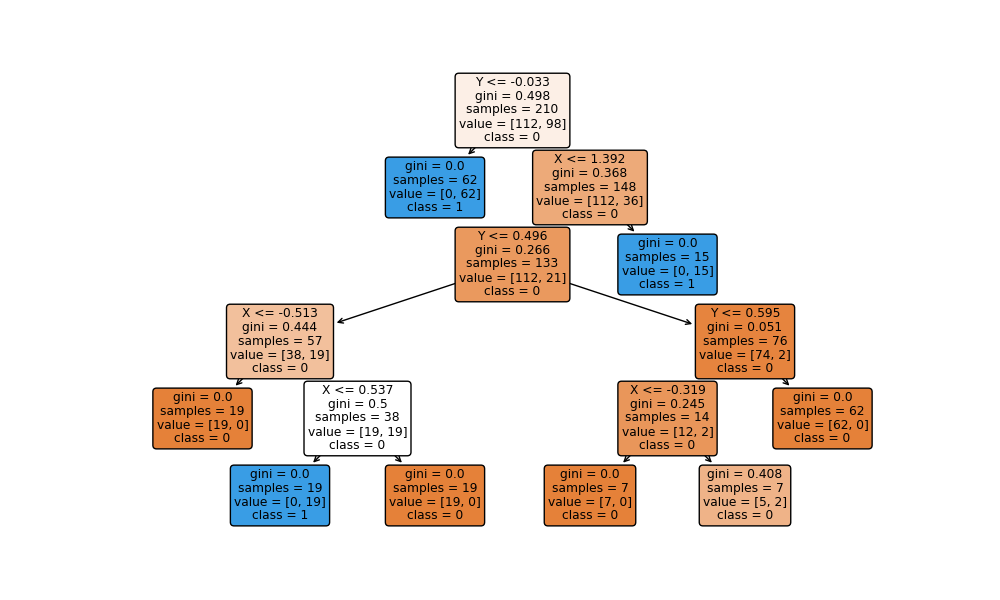 Y <= -0.033
gini = 0.498
samples = 210
value = [112, 98]
class = 0
gini = 0.0
samples = 62
value = [0, 62]
class = 1
X <= 1.392
gini = 0.368
samples = 148
value = [112, 36]
class = 0
Y <= 0.496
gini = 0.266
samples = 133
value = [112, 21]
class = 0
gini = 0.0
samples = 15
value = [0, 15]
class = 1
X <= -0.513
gini = 0.444
samples = 57
value = [38, 19]
class = 0
Y <= 0.595
gini = 0.051
samples = 76
value = [74, 2]
class = 0
gini = 0.0
samples = 19
value = [19, 0]
class = 0
X <= 0.537
gini = 0.5
samples = 38
value = [19, 19]
class = 0
X <= -0.319
gini = 0.245
samples = 14
value = [12, 2]
class = 0
gini = 0.0
samples = 62
value = [62, 0]
class = 0
gini = 0.0
samples = 19
value = [0, 19]
class = 1
gini = 0.0
samples = 19
value = [19, 0]
class = 0
gini = 0.0
samples = 7
value = [7, 0]
class = 0
gini = 0.408
samples = 7
value = [5, 2]
class = 0